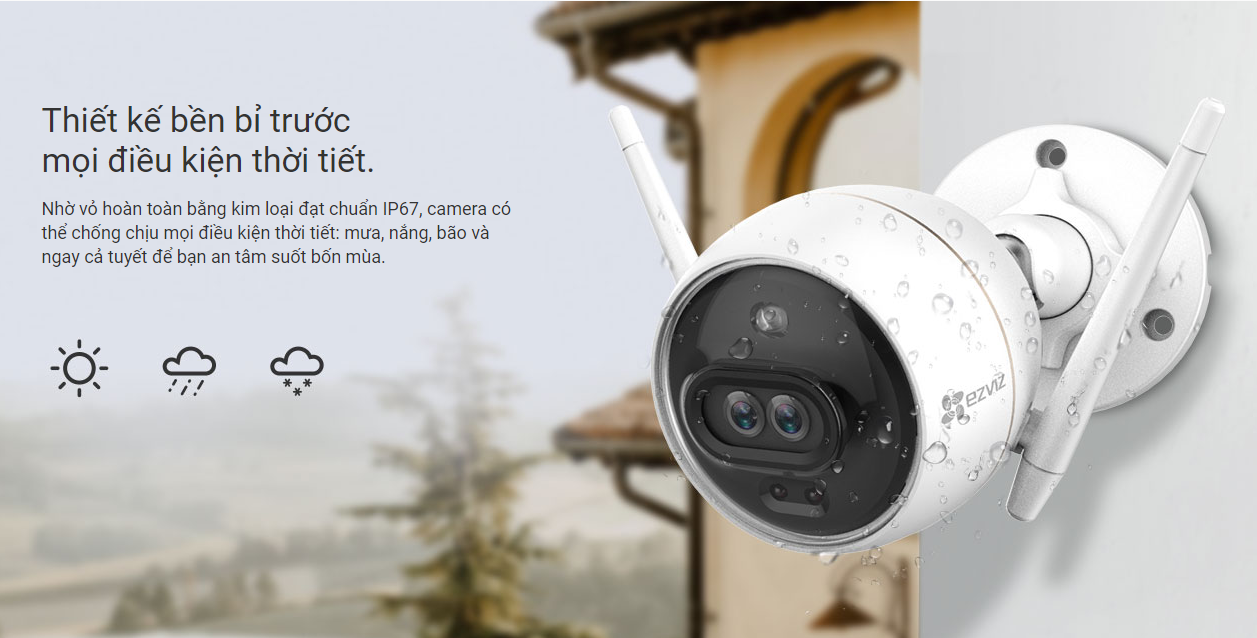 Thiết kế bền bỉ trước
mọi điều kiện thời tiết.
Nhờ vỏ hoàn toàn bằng kim loại đạt chuẩn IP67, camera có
thể chống chịu mọi điều kiện thời tiết: mưa, nắng, bão và
ngay cả tuyết để bạn an tâm suốt bốn mùa.
ezviz